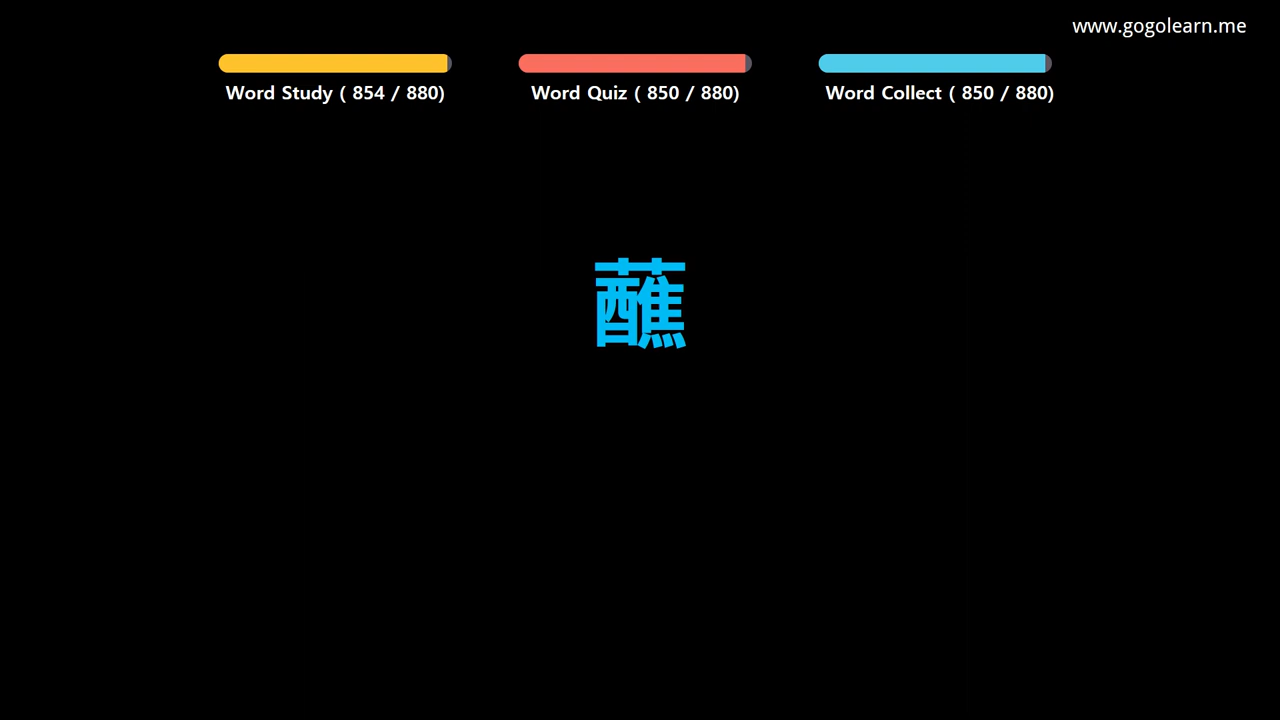 www.gogolearn.me
Word Study ( 854 / 880)
Word Quiz ( 850 / 880)
Word Collect ( 850 / 880)
蘸